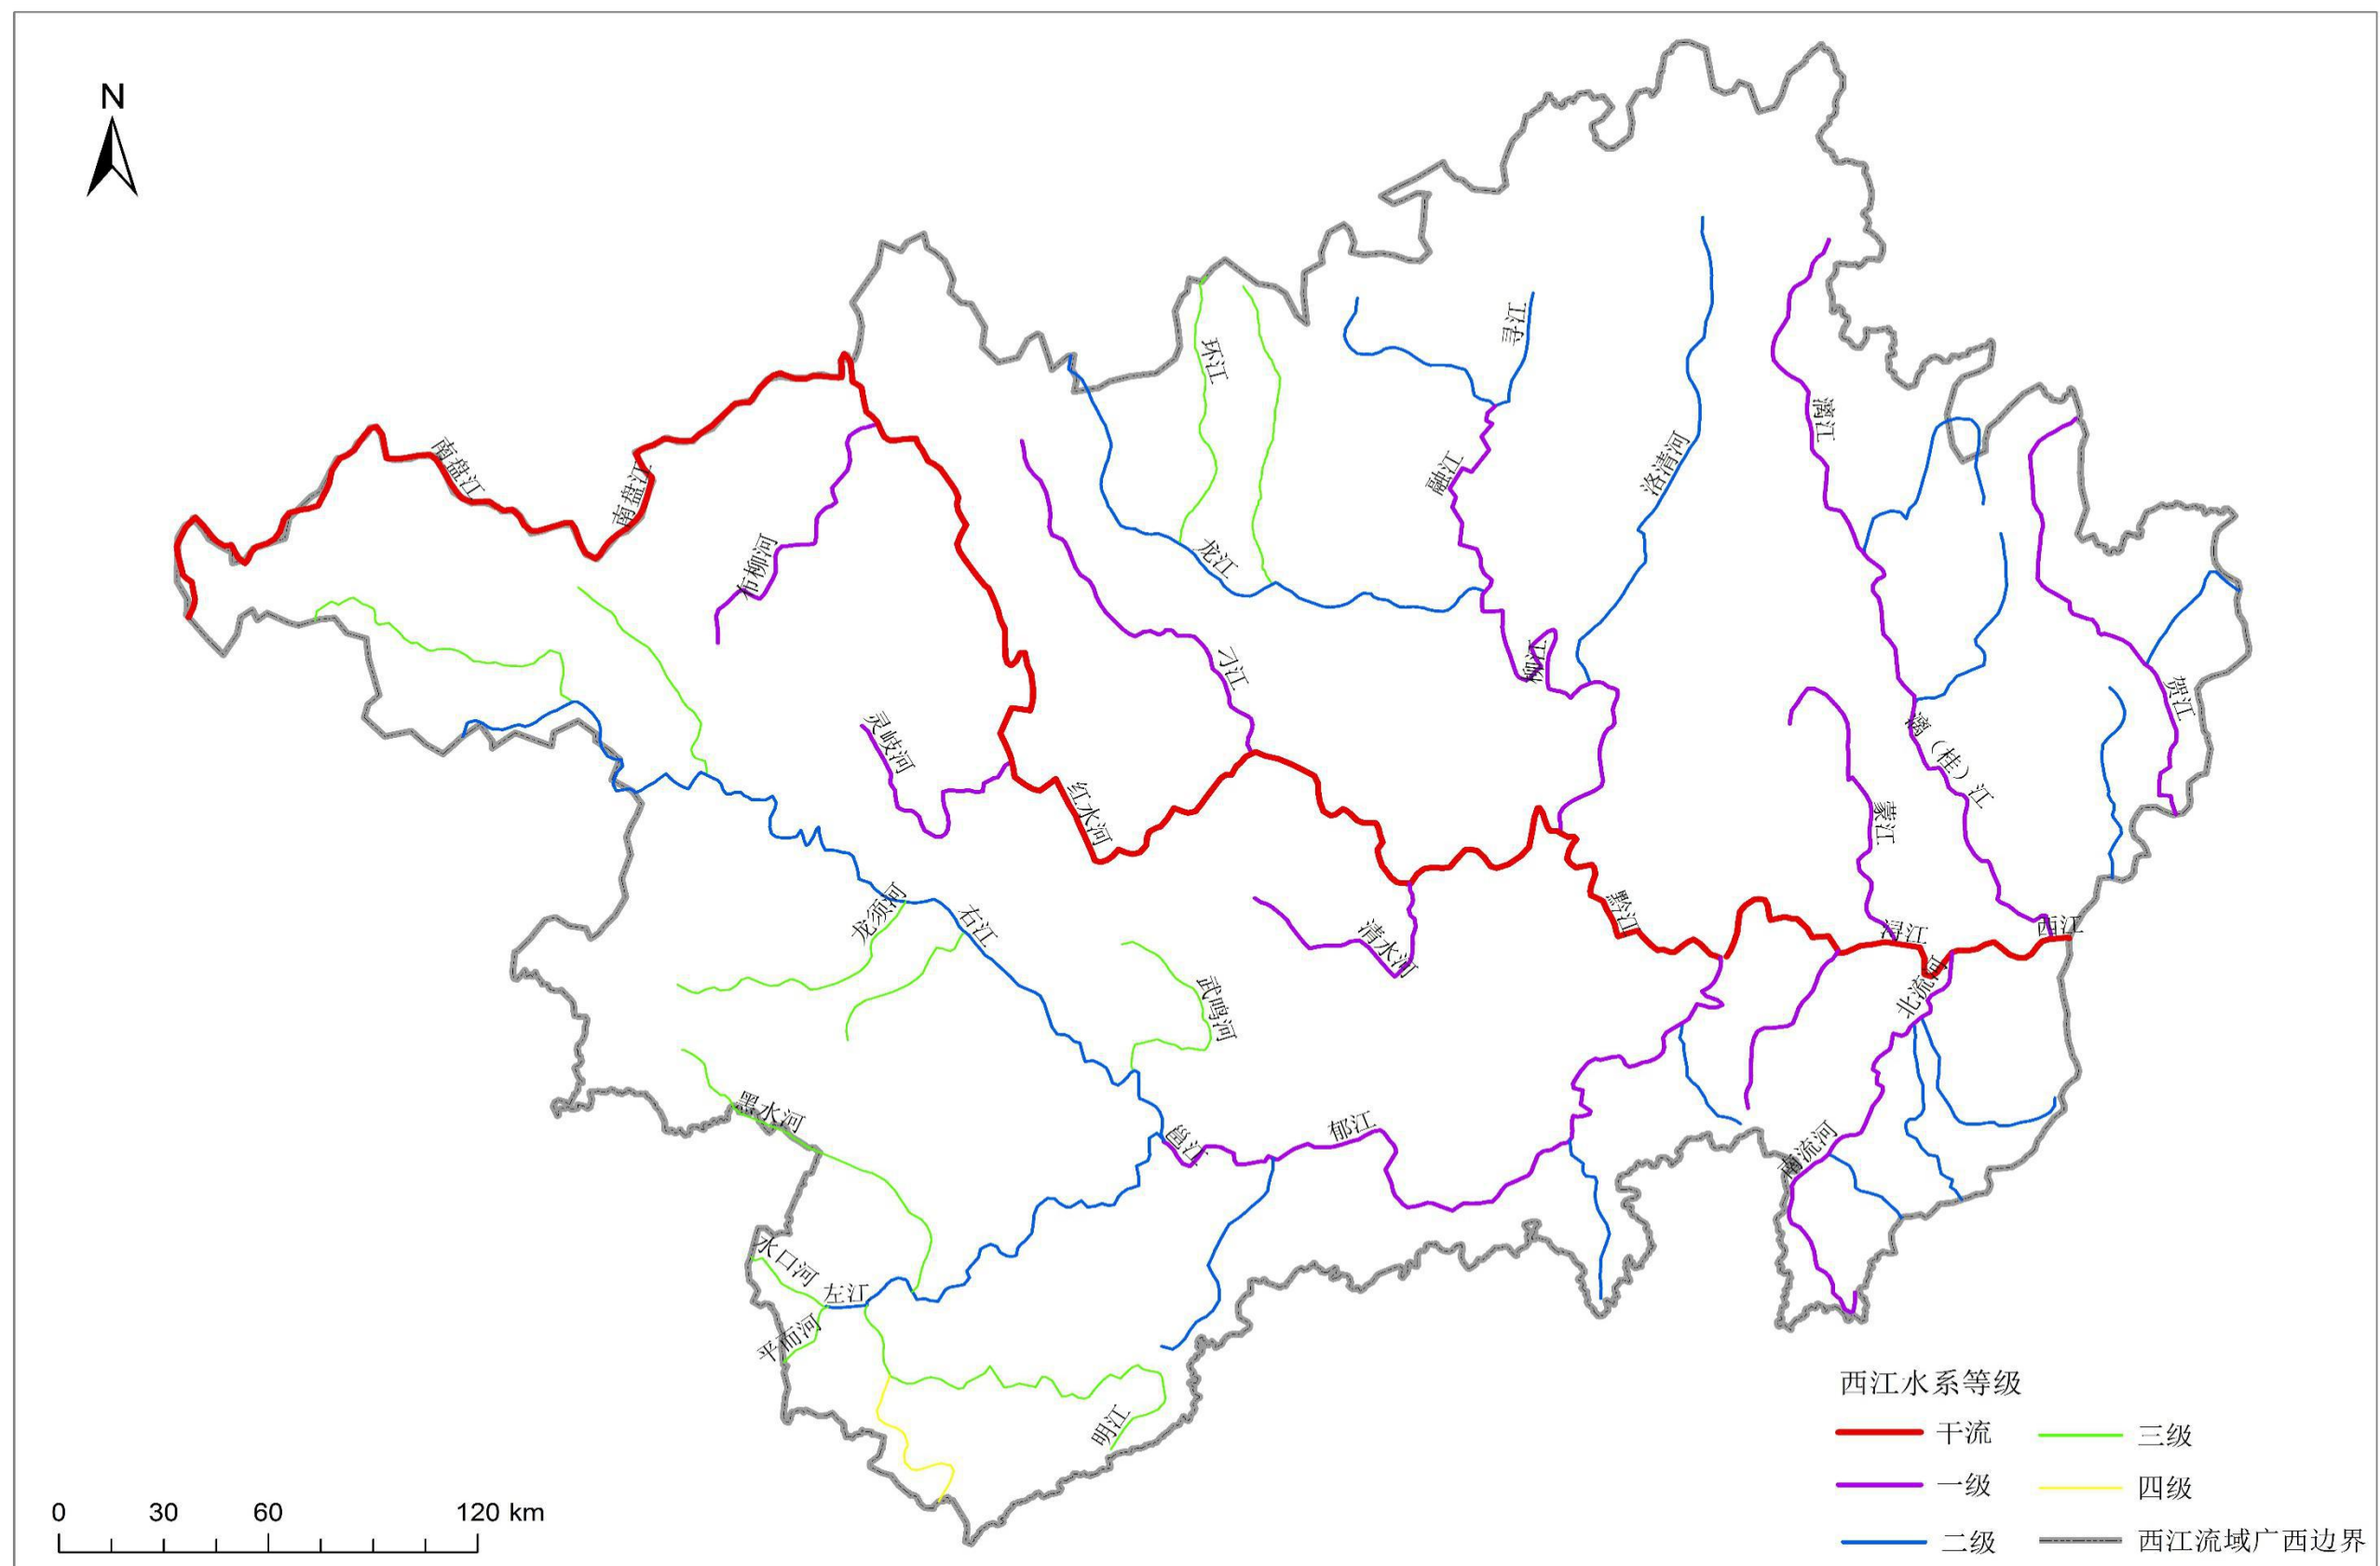 N
环江
寻江
漓江
南盘江
南盘江
融江
洛清河
布柳河
龙江
刁江
柳江
贺江
灵岐河
漓（桂）江
红水河
蒙江
龙须河
右江
清水河
黔江
浔江
西江
武鸣河
北流河
黑水河
邕江
郁江
南流河
水口河
左江
平而河
明江
西江水系等级
干流
三级
一级
四级
二级
西江流域广西边界
0 30 60 120 km